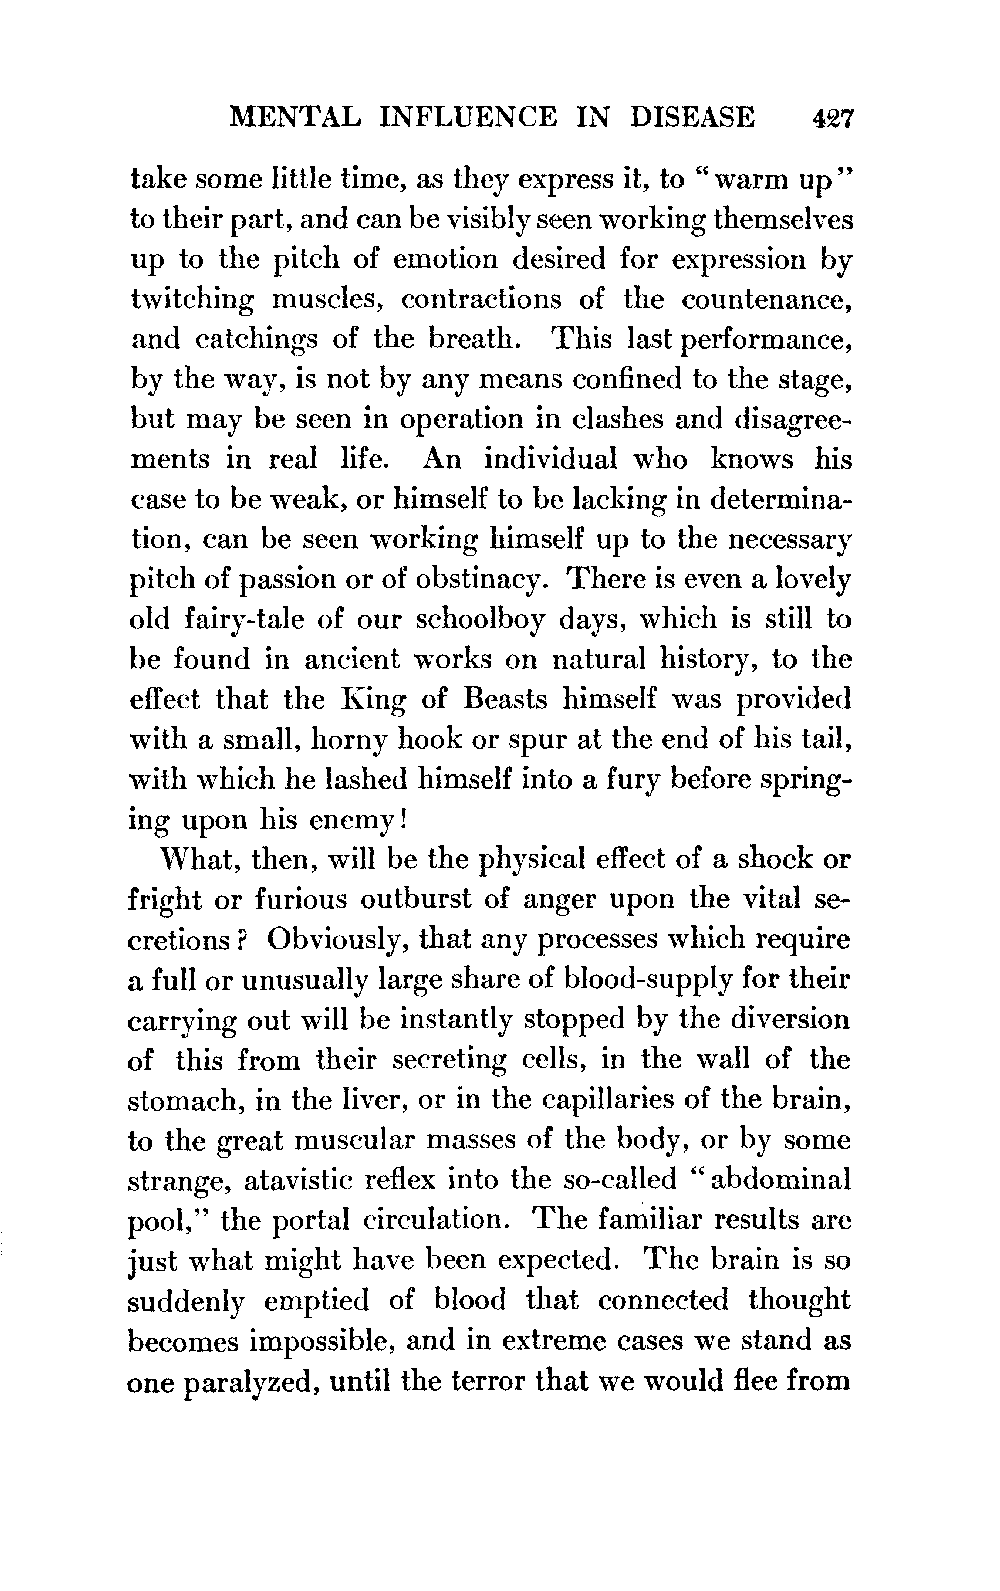 MENTAL INFLUENCE IN DISEASE 427
take some little time, as they express it, to "warm up"
to their part, and can be visibly seen working themselves
up to the pitch of emotion desired for expression by
twitching muscles, contractions of the countenance,
and catchings of the breath. This last performance,
by the way, is not by any means confined to the stage,
but may be seen in operation in clashes and disagree-
ments in real life. An individual who knows his
case to be weak, or himself to be lacking in determina-
tion, can be seen working himself up to the necessary
pitch of passion or of obstinacy. There is even a lovely
old fairy-tale of our schoolboy days, which is still to
be found in ancient works on natural history, to the
effect that the King of Beasts himself was provided
with a small, horny hook or spur at the end of his tail,
with which he lashed himself into a fury before spring-
ing upon his enemy!
What, then, will be the physical effect of a shock or
fright or furious outburst of anger upon the vital se-
cretions? Obviously, that any processes which require
a full or unusually large share of blood-supply for their
carrying out will be instantly stopped by the diversion
of this from their secreting cells, in the wall of the
stomach, in the liver, or in the capillaries of the brain,
to the great muscular masses of the body, or by some
strange, atavistic reflex into the so-called "abdominal
pool," the portal circulation. The familiar results are
just what might have been expected. The brain is so
suddenly emptied of blood that connected thought
becomes impossible, and in extreme cases we stand as
one paralyzed, until the terror that we would flee from